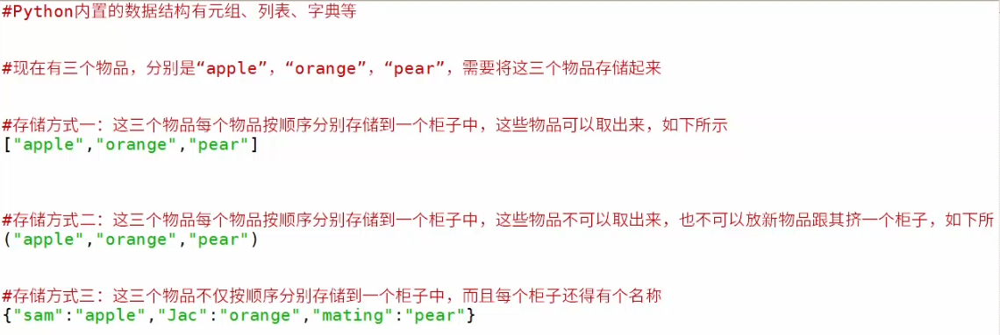 #Python内置的数据结构有元组、列表、字典等
#现在有三个物品，分别是“apple”，“orange”，“pear”，需要将这三个物品存储起来
#存储方式一：这三个物品每个物品按顺序分别存储到一个柜子中，这些物品可以取出来，如下所示
["apple","orange","pear"]
#存储方式二：这三个物品每个物品按顺序分别存储到一个柜子中，这些物品不可以取出来，也不可以放新物品跟其挤一个柜子，如下所
("apple","orange","pear")
#存储方式三：这三个物品不仅按顺序分别存储到一个柜子中，而且每个柜子还得有个名称
{"sam":"apple","Jac":"orange","mating":"pear"}